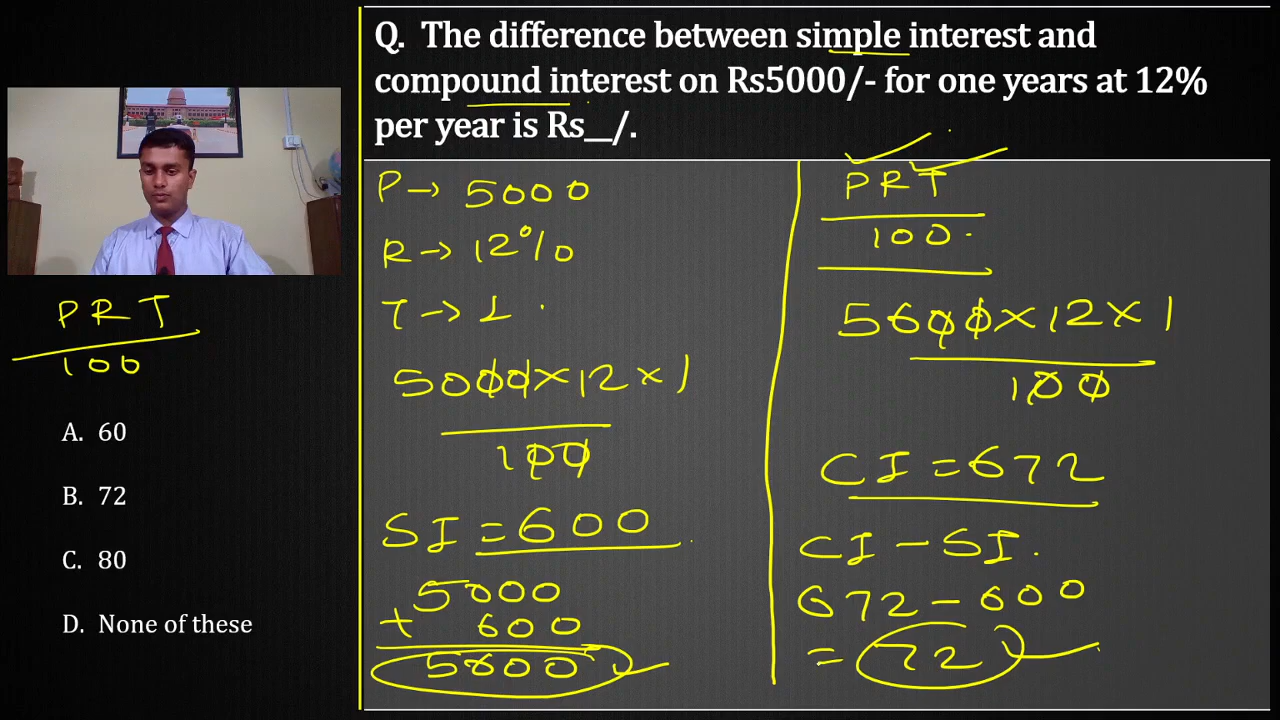 Q. The difference between simple interest and
compound interest on Rs5000/- for one years at 12%
per year is Rs__/.
PRT
100
A. 60
B. 72
C. 80
D. None of these
P→ 5000
R→ 12%
T→ 1
5000×12×1
100
SI=600
5000
+ 600
5600
PRT
100
5600×12×1
100
CI=672
CI-SI.
672-600
=72